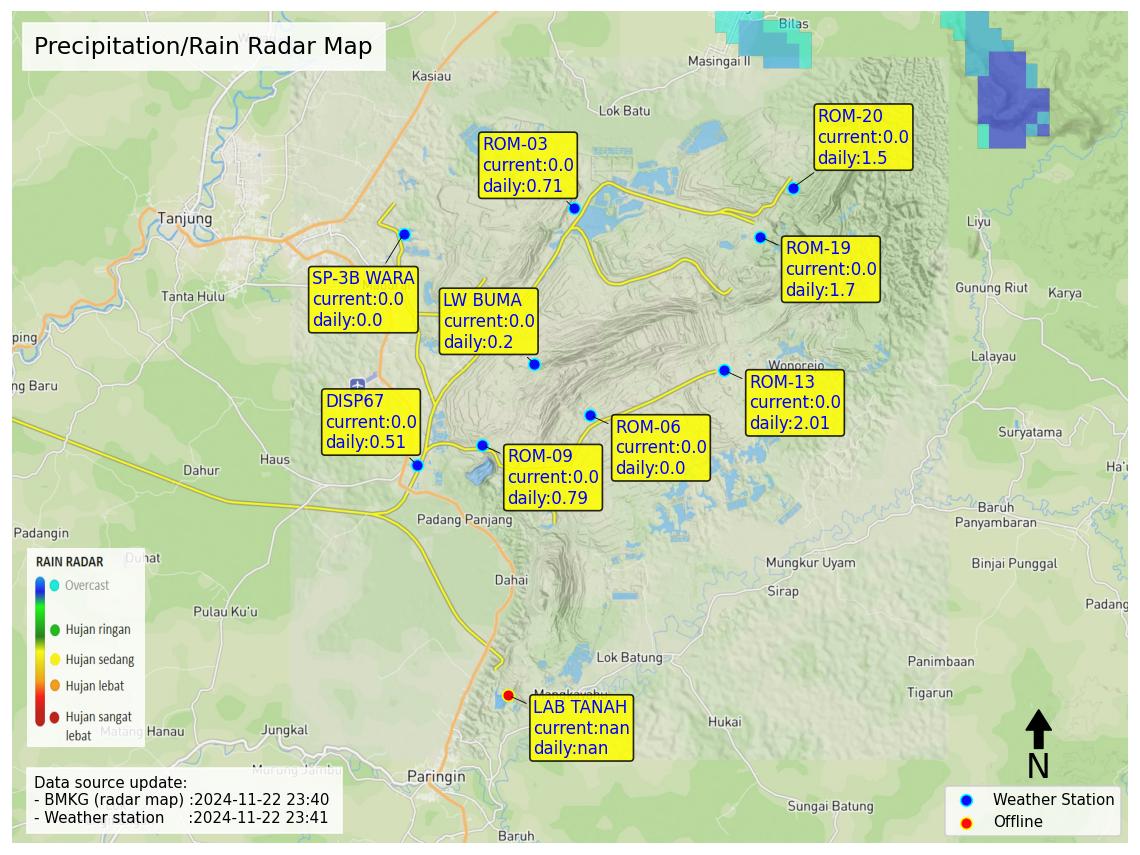 Precipitation/Rain Radar Map
Bilas
Masingai II
Kasiau
Lok Batu
ROM-20
current:0.0
daily:1.5
ROM-03
current:0.0
daily:0.71
Tanjung
Liyu
ROM-19
current:0.0
daily:1.7
SP-3B WARA
current:0.0
daily:0.0
Tanta Hulu
LW BUMA
current:0.0
daily:0.2
Gunung Riut
Karya
ping
ng Baru
Lalayau
Wonorejo
ROM-13
current:0.0
daily:2.01
DISP67
current:0.0
daily:0.51
ROM-06
current:0.0
daily:0.0
Suryatama
Haus
Dahur
ROM-09
current:0.0
daily:0.79
Ha'u
Padang Panjang
Baruh
Panyambaran
Padangin
Duhat
Mungkur Uyam
Binjai Punggal
Dahai
Sirap
Padang
Pulau Ku'u
RAIN RADAR
Overcast
Hujan ringan
Hujan sedang
Hujan lebat
Hujan sangat
lebat
Lok Batung
Panimbaan
Tigarun
Mangkayahu
LAB TANAH
current:nan
daily:nan
Matang Hanau
Jungkal
Hukai
Murung Jambu
Paringin
N
Data source update:
- BMKG (radar map) :2024-11-22 23:40
- Weather station :2024-11-22 23:41
Sungai Batung
Baruh
Weather Station
Offline